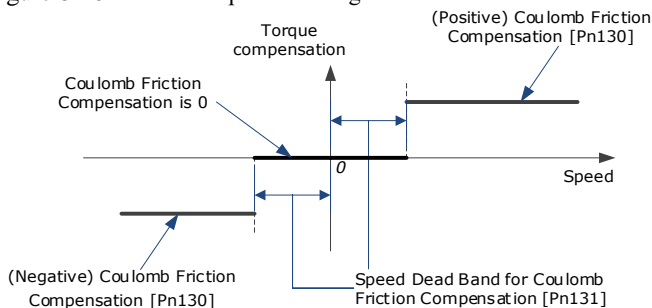 (Positive) Coulomb Friction
Compensation [Pn130]
Torque
compensation
Coulomb Friction
Compensation is 0
0
Speed
(Negative) Coulomb Friction
Compensation [Pn130]
Speed Dead Band for Coulomb
Friction Compensation [Pn131]